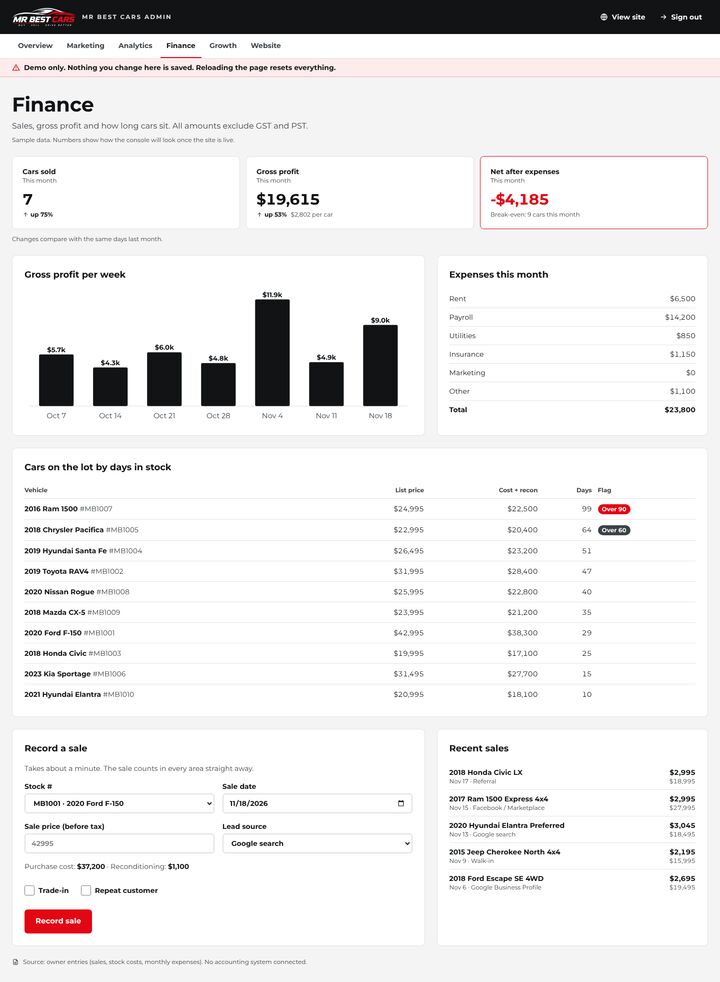 MR BEST CARS
MR BEST CARS ADMIN
View site
Sign out
Overview
Marketing
Analytics
Finance
Growth
Website
Demo only. Nothing you change here is saved. Reloading the page resets everything.
Finance
Sales, gross profit and how long cars sit. All amounts exclude GST and PST.
Sample data. Numbers show how the console will look once the site is live.
Cars sold
This month
7
↑ up 75%
Gross profit
This month
$19,615
↑ up 53% · $2,802 per car
Net after expenses
This month
-$4,185
Break-even: 9 cars this month
Changes compare with the same days last month.
Gross profit per week
$5.7k
$4.3k
$6.0k
$4.8k
$11.9k
$4.9k
$9.0k
Oct 7
Oct 14
Oct 21
Oct 28
Nov 4
Nov 11
Nov 18
Expenses this month
Rent $6,500
Payroll $14,200
Utilities $850
Insurance $1,150
Marketing $0
Other $1,100
Total $23,800
Cars on the lot by days in stock
Vehicle List price Cost + recon Days Flag
2016 Ram 1500 #MB1007 $24,995 $22,500 99 Over 90
2018 Chrysler Pacifica #MB1005 $22,995 $20,400 64 Over 60
2019 Hyundai Santa Fe #MB1004 $26,495 $23,200 51
2019 Toyota RAV4 #MB1002 $31,995 $28,400 47
2020 Nissan Rogue #MB1008 $25,995 $22,800 40
2018 Mazda CX-5 #MB1009 $23,995 $21,200 35
2020 Ford F-150 #MB1001 $42,995 $38,300 29
2018 Honda Civic #MB1003 $19,995 $17,100 25
2023 Kia Sportage #MB1006 $31,495 $27,700 15
2021 Hyundai Elantra #MB1010 $20,995 $18,100 10
Record a sale
Takes about a minute. The sale counts in every area straight away.
Stock #
MB1001 · 2020 Ford F-150
Sale date
11/18/2026
Sale price (before tax)
42995
Lead source
Google search
Purchase cost: $37,200 · Reconditioning: $1,100
Trade-in
Repeat customer
Record sale
Recent sales
2018 Honda Civic LX $2,995
Nov 17 · Referral $18,995
2017 Ram 1500 Express 4x4 $2,995
Nov 15 · Facebook / Marketplace $27,995
2020 Hyundai Elantra Preferred $3,045
Nov 13 · Google search $18,495
2015 Jeep Cherokee North 4x4 $2,195
Nov 9 · Walk-in $15,995
2018 Ford Escape SE 4WD $2,695
Nov 6 · Google Business Profile $19,495
Source: owner entries (sales, stock costs, monthly expenses). No accounting system connected.